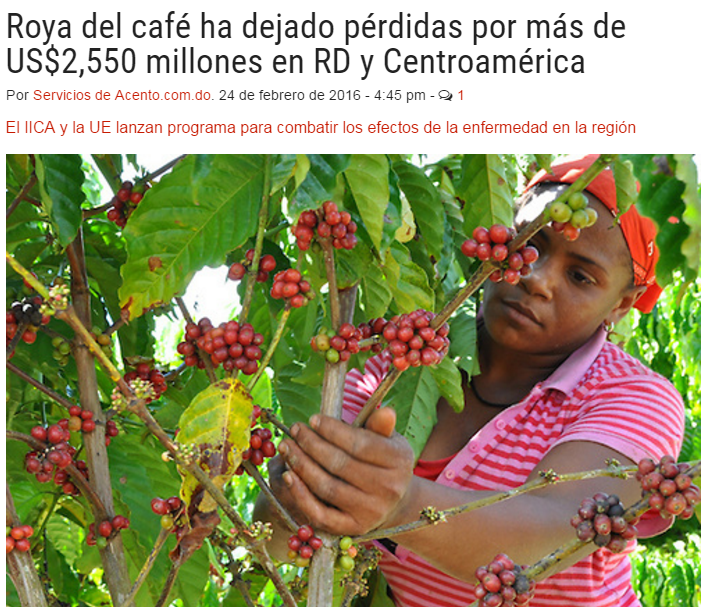 Roya del café ha dejado pérdidas por más de
US$2,550 millones en RD y Centroamérica
Por Servicios de Acento.com.do. 24 de febrero de 2016 - 4:45 pm - 1
El IICA y la UE lanzan programa para combatir los efectos de la enfermedad en la región